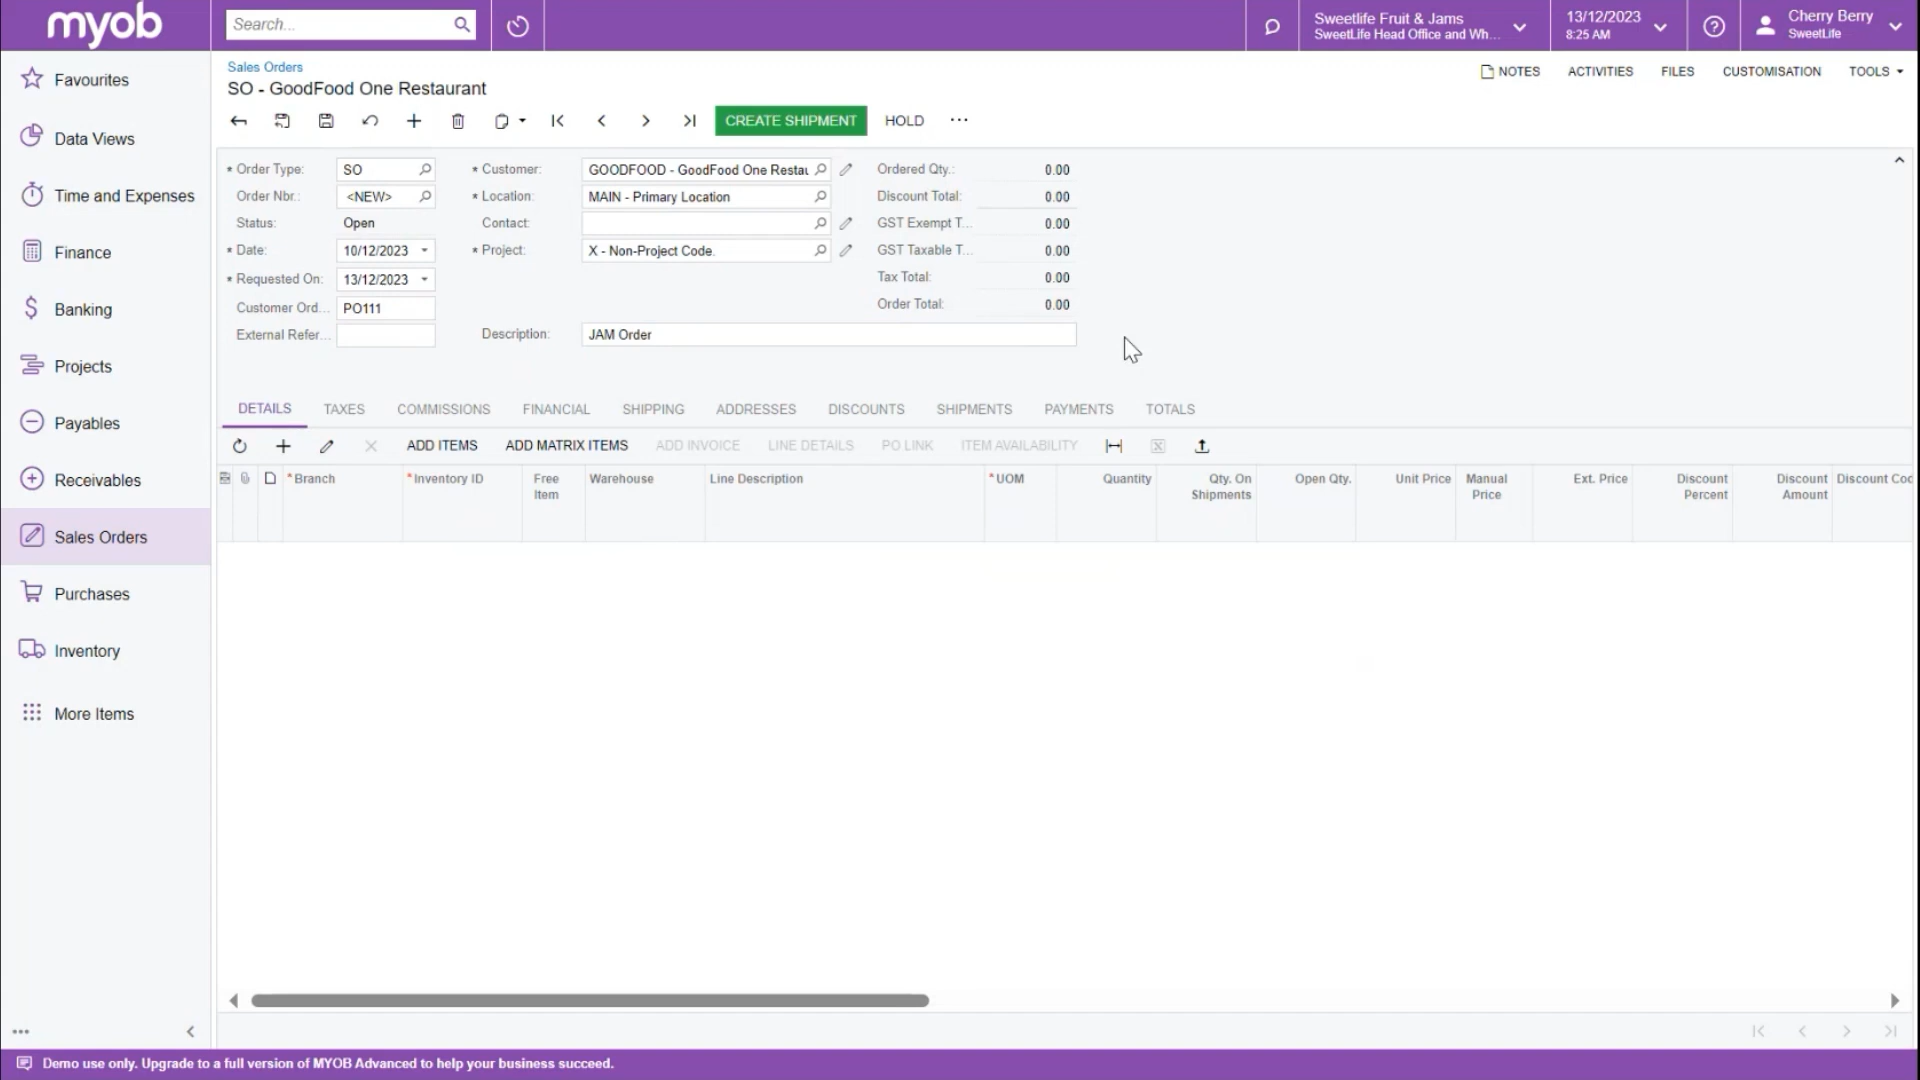 myob
Search...
Sweetlife Fruit & Jams
SweetLife Head Office and Wh...
13/12/2023
8:25 AM
Cherry Berry
SweetLife
Favourites
Data Views
Time and Expenses
Finance
Banking
Projects
Payables
Receivables
Sales Orders
Purchases
Inventory
More Items
Sales Orders
SO - GoodFood One Restaurant
NOTES ACTIVITIES FILES CUSTOMISATION TOOLS
CREATE SHIPMENT HOLD ...
* Order Type: SO * Customer: GOODFOOD - GoodFood One Restau Ordered Qty.: 0.00
Order Nbr.: <NEW> * Location: MAIN - Primary Location Discount Total: 0.00
Status: Open Contact: GST Exempt T... 0.00
* Date: 10/12/2023 * Project: X - Non-Project Code. GST Taxable T... 0.00
* Requested On: 13/12/2023 Tax Total: 0.00
Customer Ord... PO111 Order Total: 0.00
External Refer... Description: JAM Order
DETAILS TAXES COMMISSIONS FINANCIAL SHIPPING ADDRESSES DISCOUNTS SHIPMENTS PAYMENTS TOTALS
ADD ITEMS ADD MATRIX ITEMS ADD INVOICE LINE DETAILS PO LINK ITEM AVAILABILITY
* Branch
* Inventory ID
Free
Item
Warehouse
Line Description
* UOM
Quantity
Qty. On
Shipments
Open Qty.
Unit Price
Manual
Price
Ext. Price
Discount
Percent
Discount
Amount
Discount Coc
Demo use only. Upgrade to a full version of MYOB Advanced to help your business succeed.